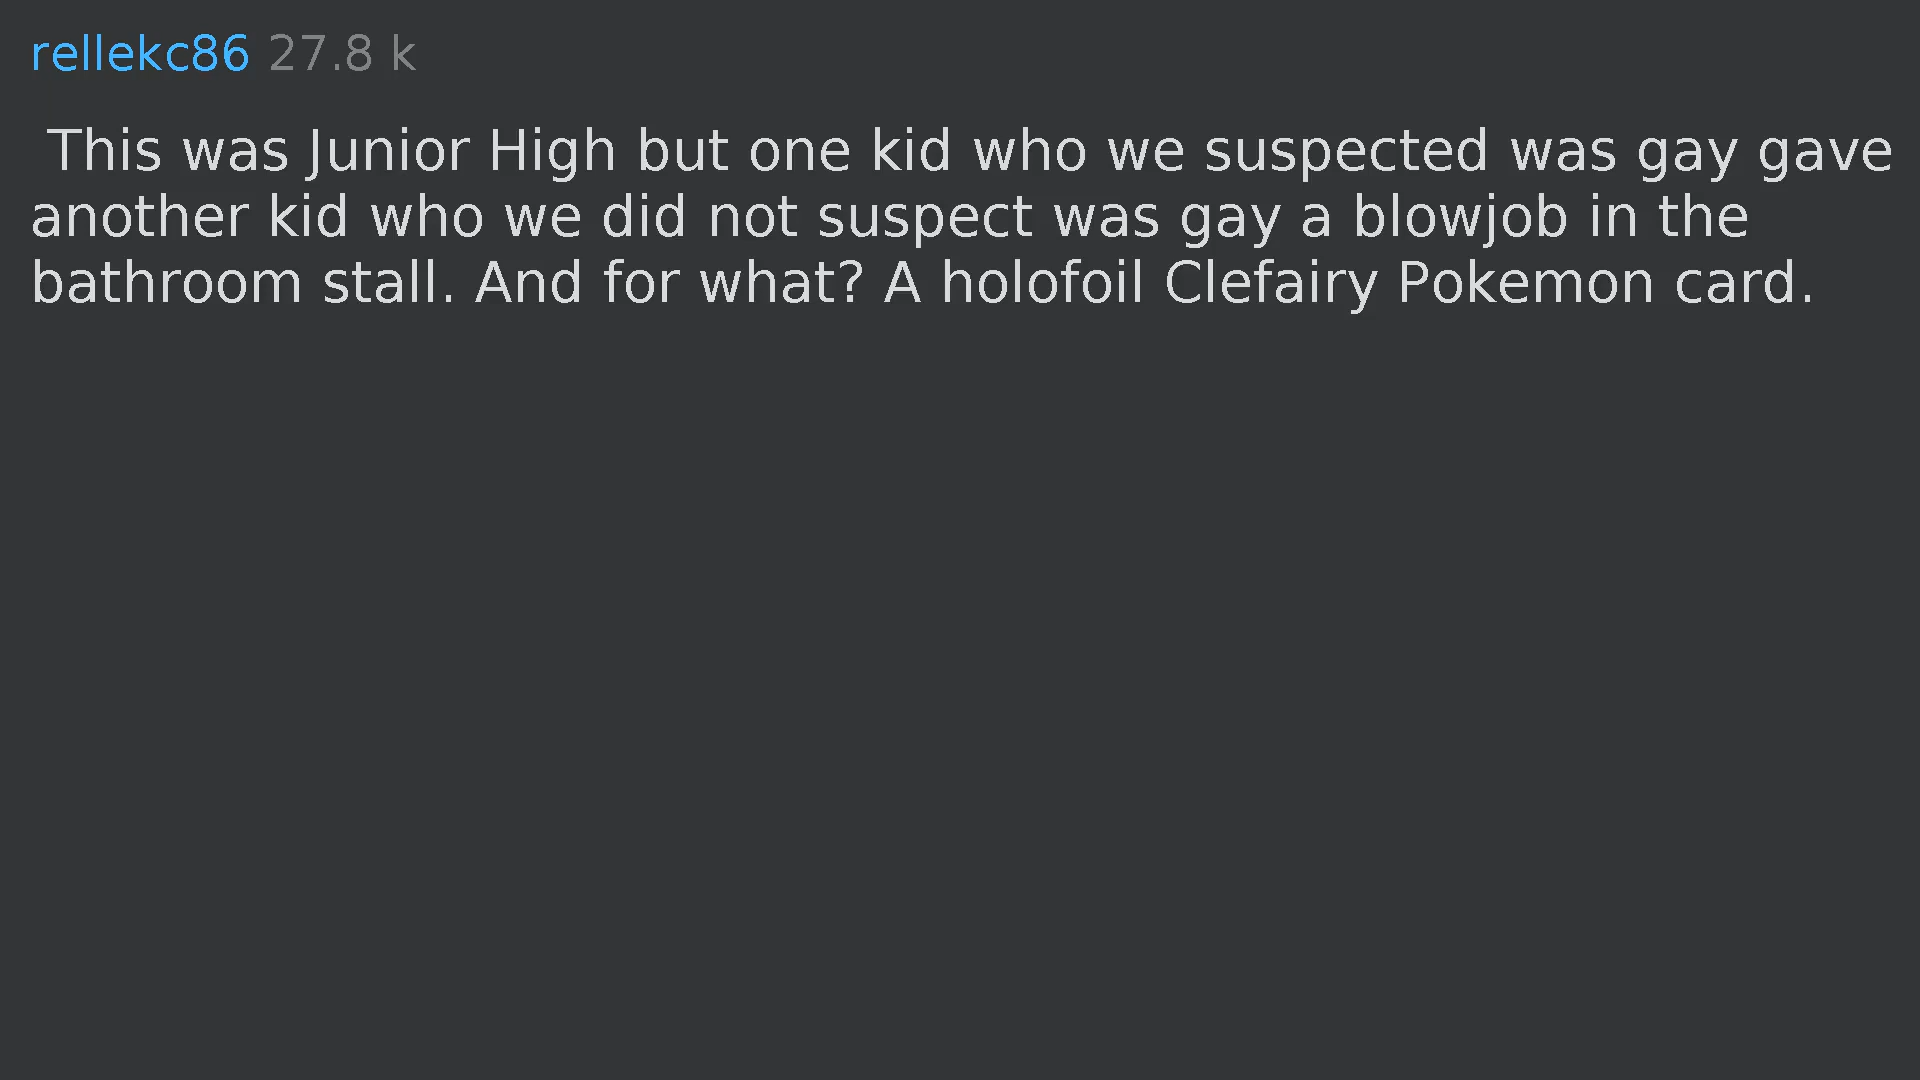 rellekc86 27.8 k
This was Junior High but one kid who we suspected was gay gave
another kid who we did not suspect was gay a blowjob in the
bathroom stall. And for what? A holofoil Clefairy Pokemon card.